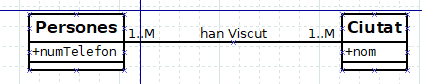 Persones
+numTelefon
1..M han Viscut 1..M
Ciutat
+nom